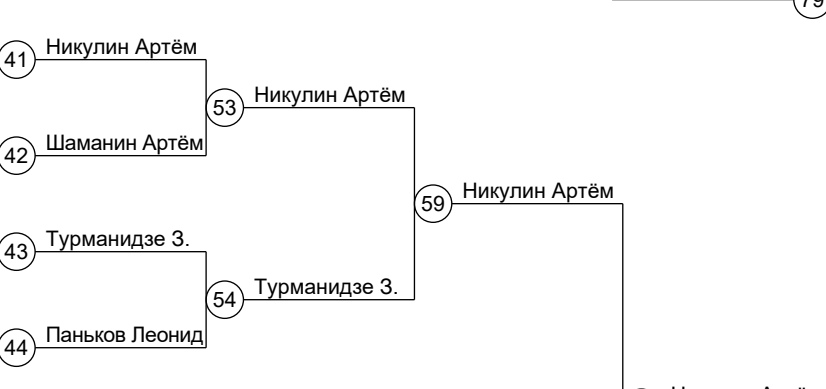 79
41 Никулин Артём
53 Никулин Артём
42 Шаманин Артём
59 Никулин Артём
43 Турманидзе З.
54 Турманидзе З.
44 Паньков Леонид